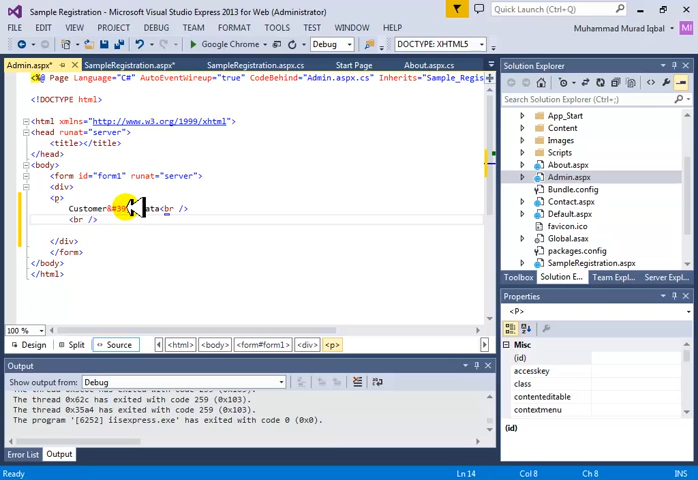 Sample Registration - Microsoft Visual Studio Express 2013 for Web (Administrator)
Quick Launch (Ctrl+Q)
FILE EDIT VIEW PROJECT DEBUG TEAM FORMAT TOOLS TEST WINDOW HELP
Muhammad Murad Iqbal MI
Google Chrome Debug DOCTYPE: XHTML5
Admin.aspx* SampleRegistration.aspx* SampleRegistration.aspx.cs Start Page About.aspx.cs
<%@ Page Language="C#" AutoEventWireup="true" CodeBehind="Admin.aspx.cs" Inherits="Sample_Regis
<!DOCTYPE html>
<html xmlns="http://www.w3.org/1999/xhtml">
<head runat="server">
<title></title>
</head>
<body>
<form id="form1" runat="server">
<div>
<p>
Customer&#39 ata<br />
<br />
</div>
</form>
</body>
</html>
100 %
Design Split Source <html> <body> <form#form1> <div> <p>
Output
Show output from: Debug
The thread 0x62c has exited with code 259 (0x103).
The thread 0x35a4 has exited with code 259 (0x103).
The program '[6252] iisexpress.exe' has exited with code 0 (0x0).
Error List Output
Solution Explorer
Search Solution Explorer (Ctrl+;)
App_Start
Content
Images
Scripts
About.aspx
Admin.aspx
Bundle.config
Contact.aspx
Default.aspx
favicon.ico
Global.asax
packages.config
SampleRegistration.aspx
Toolbox Solution E... Team Expl... Server Expl...
Properties
<P>
Misc
(id)
accesskey
class
contenteditable
contextmenu
(id)
Ready Ln 14 Col 8 Ch 8 INS